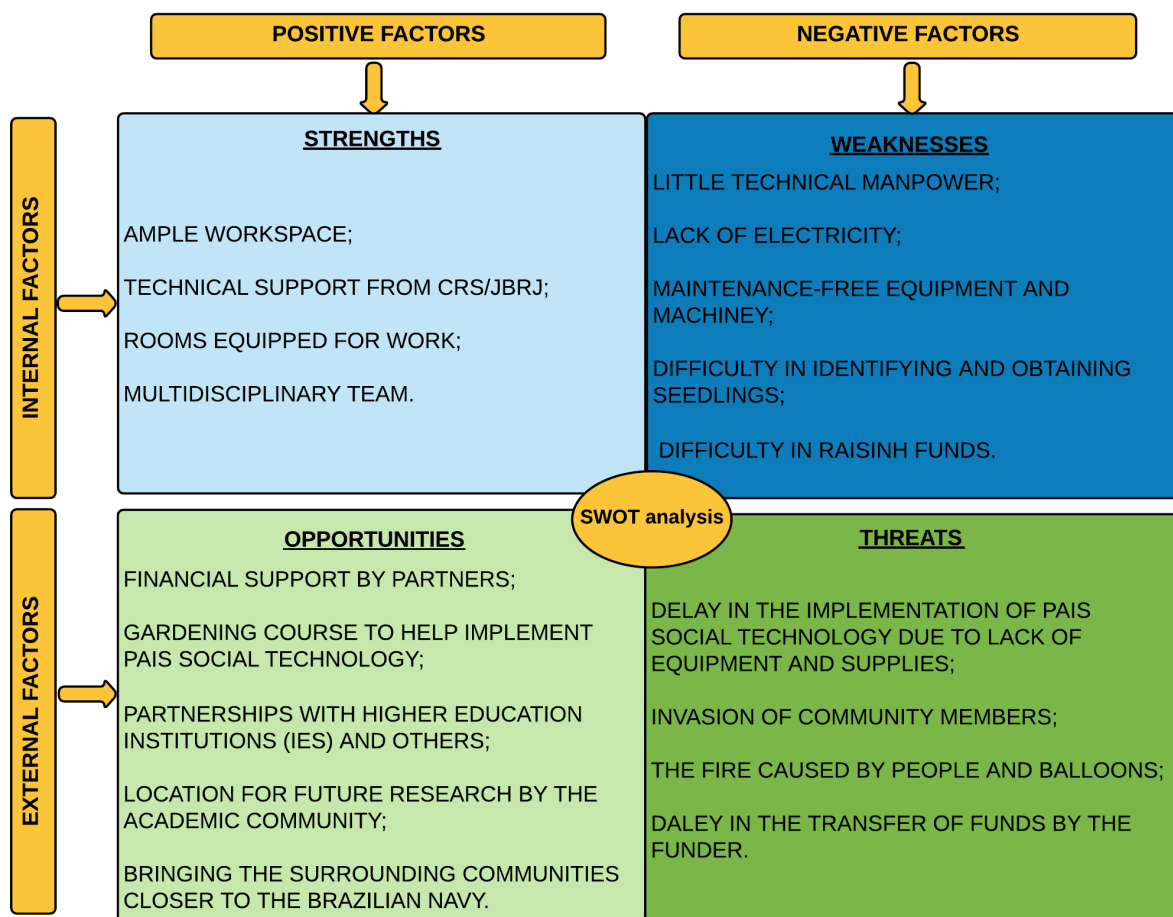 POSITIVE FACTORS
NEGATIVE FACTORS
INTERNAL FACTORS
STRENGTHS
AMPLE WORKSPACE;
TECHNICAL SUPPORT FROM CRS/JBRJ;
ROOMS EQUIPPED FOR WORK;
MULTIDISCIPLINARY TEAM.
WEAKNESSES
LITTLE TECHNICAL MANPOWER;
LACK OF ELECTRICITY;
MAINTENANCE-FREE EQUIPMENT AND
MACHINEY;
DIFFICULTY IN IDENTIFYING AND OBTAINING
SEEDLINGS;
DIFFICULTY IN RAISINH FUNDS.
SWOT analysis
EXTERNAL FACTORS
OPPORTUNITIES
FINANCIAL SUPPORT BY PARTNERS;
GARDENING COURSE TO HELP IMPLEMENT
PAIS SOCIAL TECHNOLOGY;
PARTNERSHIPS WITH HIGHER EDUCATION
INSTITUTIONS (IES) AND OTHERS;
LOCATION FOR FUTURE RESEARCH BY THE
ACADEMIC COMMUNITY;
BRINGING THE SURROUNDING COMMUNITIES
CLOSER TO THE BRAZILIAN NAVY.
THREATS
DELAY IN THE IMPLEMENTATION OF PAIS
SOCIAL TECHNOLOGY DUE TO LACK OF
EQUIPMENT AND SUPPLIES;
INVASION OF COMMUNITY MEMBERS;
THE FIRE CAUSED BY PEOPLE AND BALLOONS;
DALEY IN THE TRANSFER OF FUNDS BY THE
FUNDER.